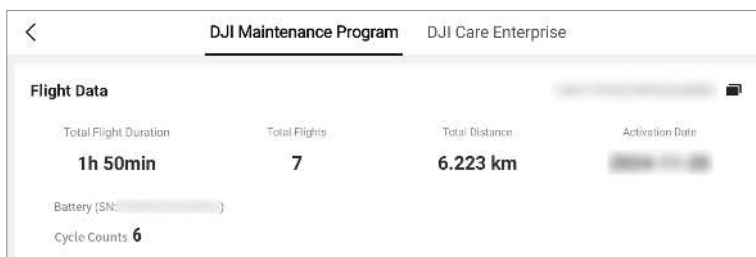 DJI Maintenance Program DJI Care Enterprise
Flight Data
Total Flight Duration Total Flights Total Distance Activation Date
1h 50min 7 6.223 km
Battery (SN: )
Cycle Counts 6